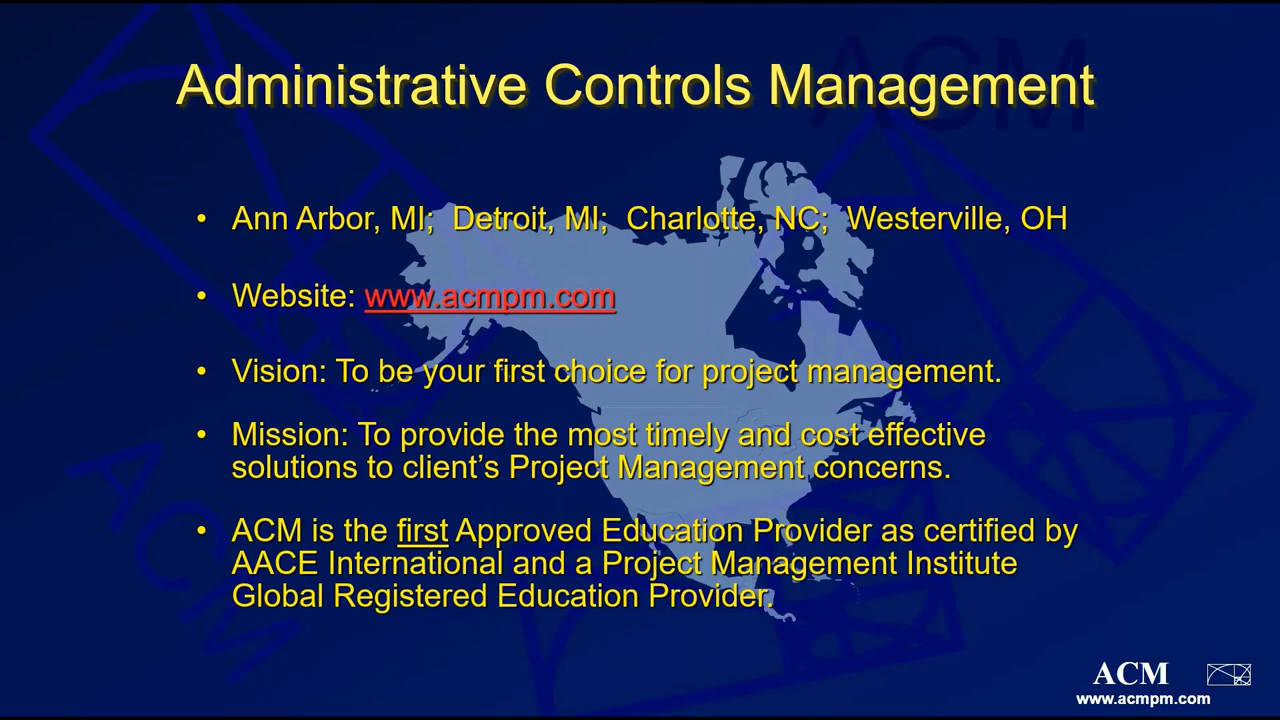 ACM
Administrative Controls Management
• Ann Arbor, MI; Detroit, MI; Charlotte, NC; Westerville, OH
• Website: www.acmpm.com
• Vision: To be your first choice for project management.
• Mission: To provide the most timely and cost effective
solutions to client’s Project Management concerns.
• ACM is the first Approved Education Provider as certified by
AACE International and a Project Management Institute
Global Registered Education Provider.
ACM
ACM
www.acmpm.com